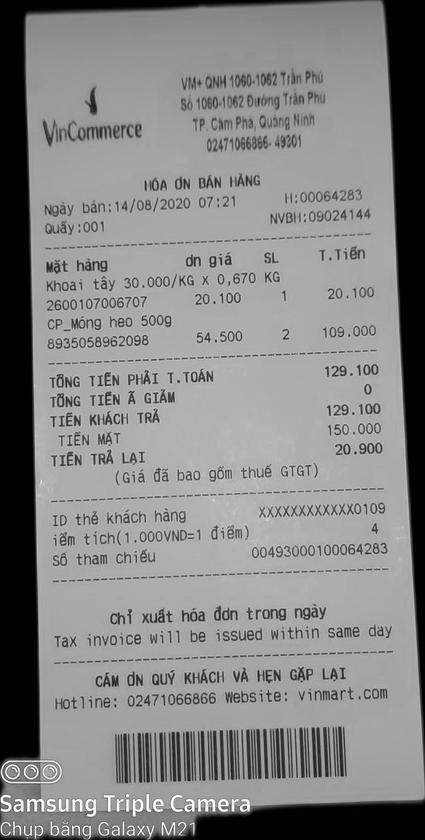 VinCommerce
VM+ QNH 1060-1062 Trần Phú
Số 1060-1062 Đường Trần Phú
TP. Cẩm Phả, Quảng Ninh
02471066866- 49301
HÓA ƠN BÁN HÀNG
Ngày bán:14/08/2020 07:21 H:00064283
Quầy:001 NVBH:09024144
Mặt hàng ơn giá SL T.Tiền
Khoai tây 30.000/KG X 0,670 KG
2600107006707 20.100 1 20.100
CP_Móng heo 500g
8935058962098 54.500 2 109.000
TỔNG TIỀN PHẢI T.TOÁN 129.100
TỔNG TIỀN Ã GIẢM 0
TIỀN KHÁCH TRẢ 129.100
TIỀN MẶT 150.000
TIỀN TRẢ LẠI 20.900
(Giá đã bao gồm thuế GTGT)
ID thẻ khách hàng XXXXXXXXXXXX0109
iểm tích(1.000VND=1 điểm) 4
Số tham chiếu 00493000100064283
Chỉ xuất hóa đơn trong ngày
Tax invoice will be issued within same day
CÁM ƠN QUÝ KHÁCH VÀ HẸN GẶP LẠI
Hotline: 02471066866 Website: vinmart.com
Samsung Triple Camera
Chụp bằng Galaxy M21